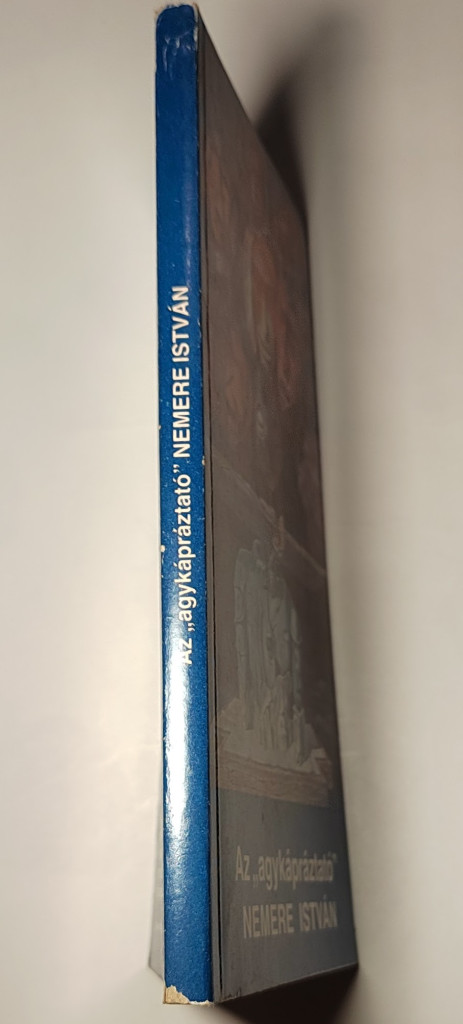 Az „agykápráztató” NEMERE ISTVÁN
Az „agykápráztató”
NEMERE ISTVÁN